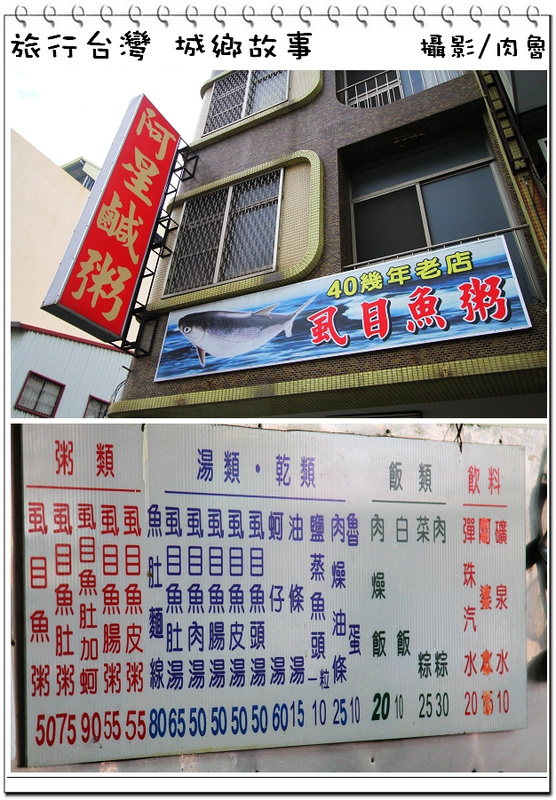 旅行台灣 城鄉故事
攝影/肉魯
阿星鹹粥
40幾年老店
虱目魚粥
粥類
虱目魚粥 50
虱目魚肚粥 75
虱目魚肚加蚵 90
虱目魚腸粥 55
虱目魚皮粥 55
湯類・乾類
魚肚麵線 80
虱目魚肚湯 65
虱目魚肉湯 50
虱目魚腸湯 50
虱目魚皮湯 50
虱目魚頭湯 50
蚵仔湯 60
油條湯 15
鹽蒸魚頭一粒 10
肉燥油條 25
魯蛋 10
飯類
肉燥飯 20
白飯 10
菜粽 25
肉粽 30
飲料
彈珠汽水 20
水
礦泉水 10